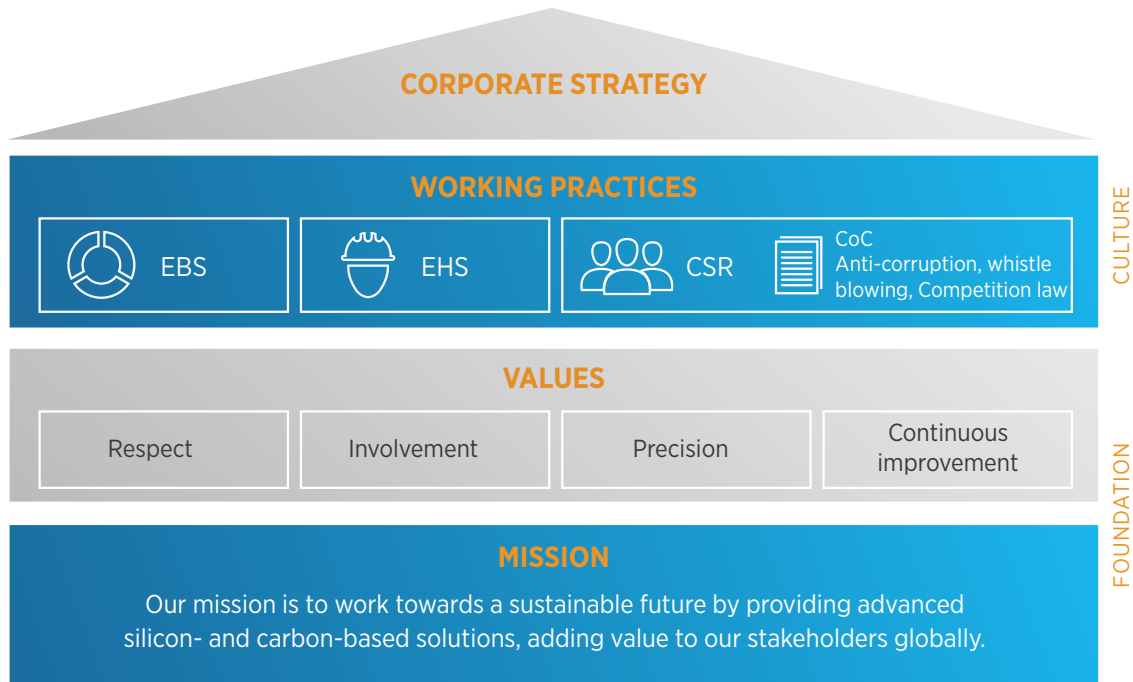 CORPORATE STRATEGY
WORKING PRACTICES
EBS
EHS
CSR
CoC
Anti-corruption, whistle
blowing, Competition law
CULTURE
VALUES
Respect
Involvement
Precision
Continuous
improvement
MISSION
Our mission is to work towards a sustainable future by providing advanced
silicon- and carbon-based solutions, adding value to our stakeholders globally.
FOUNDATION